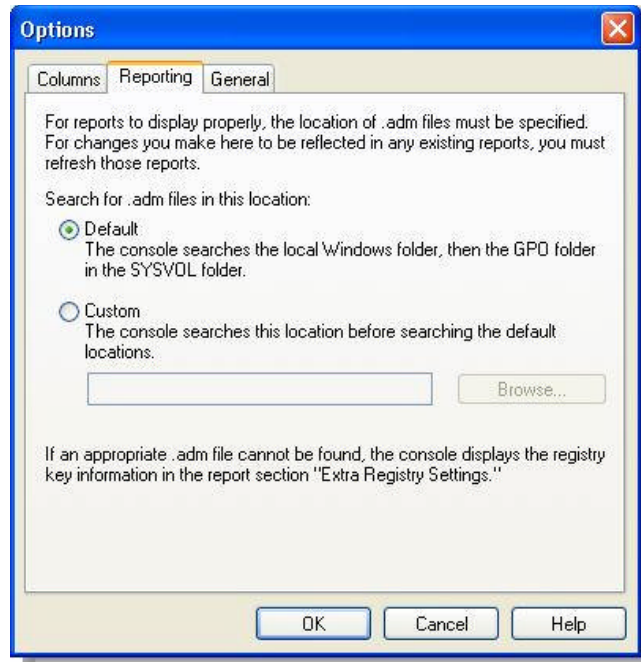 Options
Columns Reporting General
For reports to display properly, the location of .adm files must be specified.
For changes you make here to be reflected in any existing reports, you must
refresh those reports.
Search for .adm files in this location:
Default
The console searches the local Windows folder, then the GPO folder
in the SYSVOL folder.
Custom
The console searches this location before searching the default
locations.
Browse...
If an appropriate .adm file cannot be found, the console displays the registry
key information in the report section "Extra Registry Settings."
OK Cancel Help